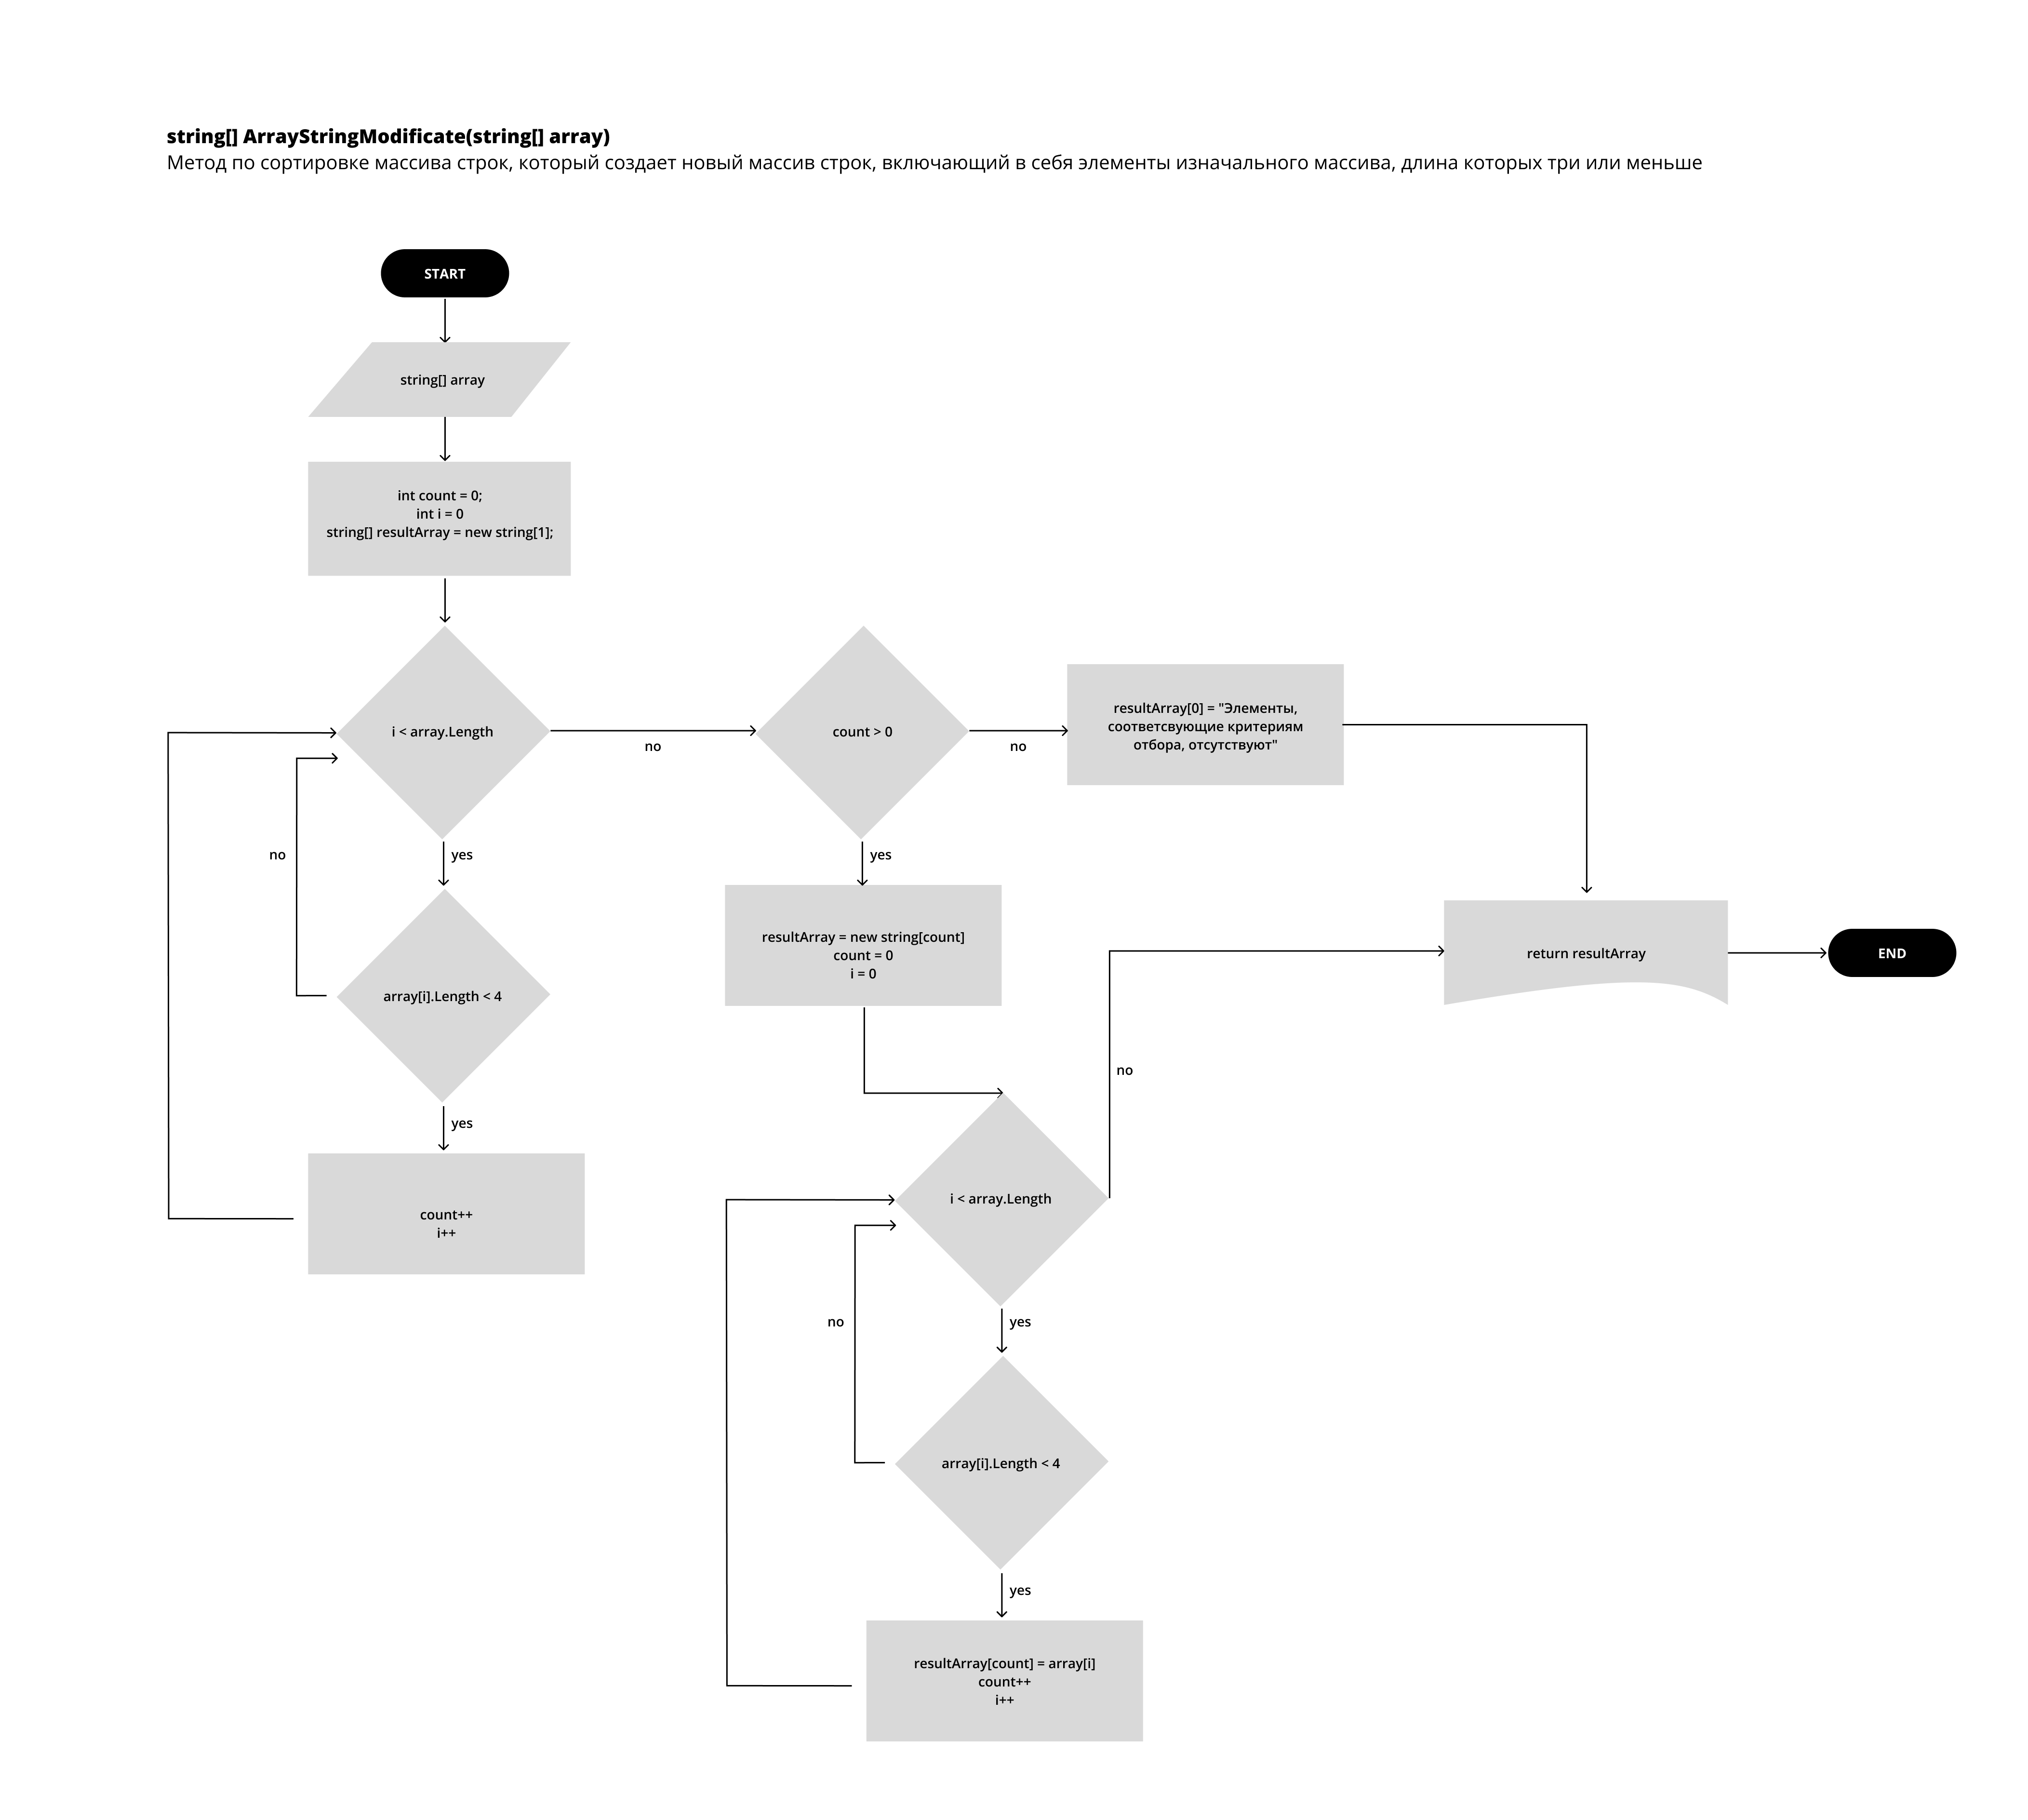 string[] ArrayStringModificate(string[] array)
Метод по сортировке массива строк, который создает новый массив строк, включающий в себя элементы изначального массива, длина которых три или меньше
START
string[] array
int count = 0;
int i = 0
string[] resultArray = new string[1];
i < array.Length
no
count > 0
no
resultArray[0] = "Элементы,
соответсвующие критериям
отбора, отсутствуют"
no
yes
yes
array[i].Length < 4
resultArray = new string[count]
count = 0
i = 0
return resultArray
END
no
yes
count++
i++
i < array.Length
no
yes
array[i].Length < 4
yes
resultArray[count] = array[i]
count++
i++